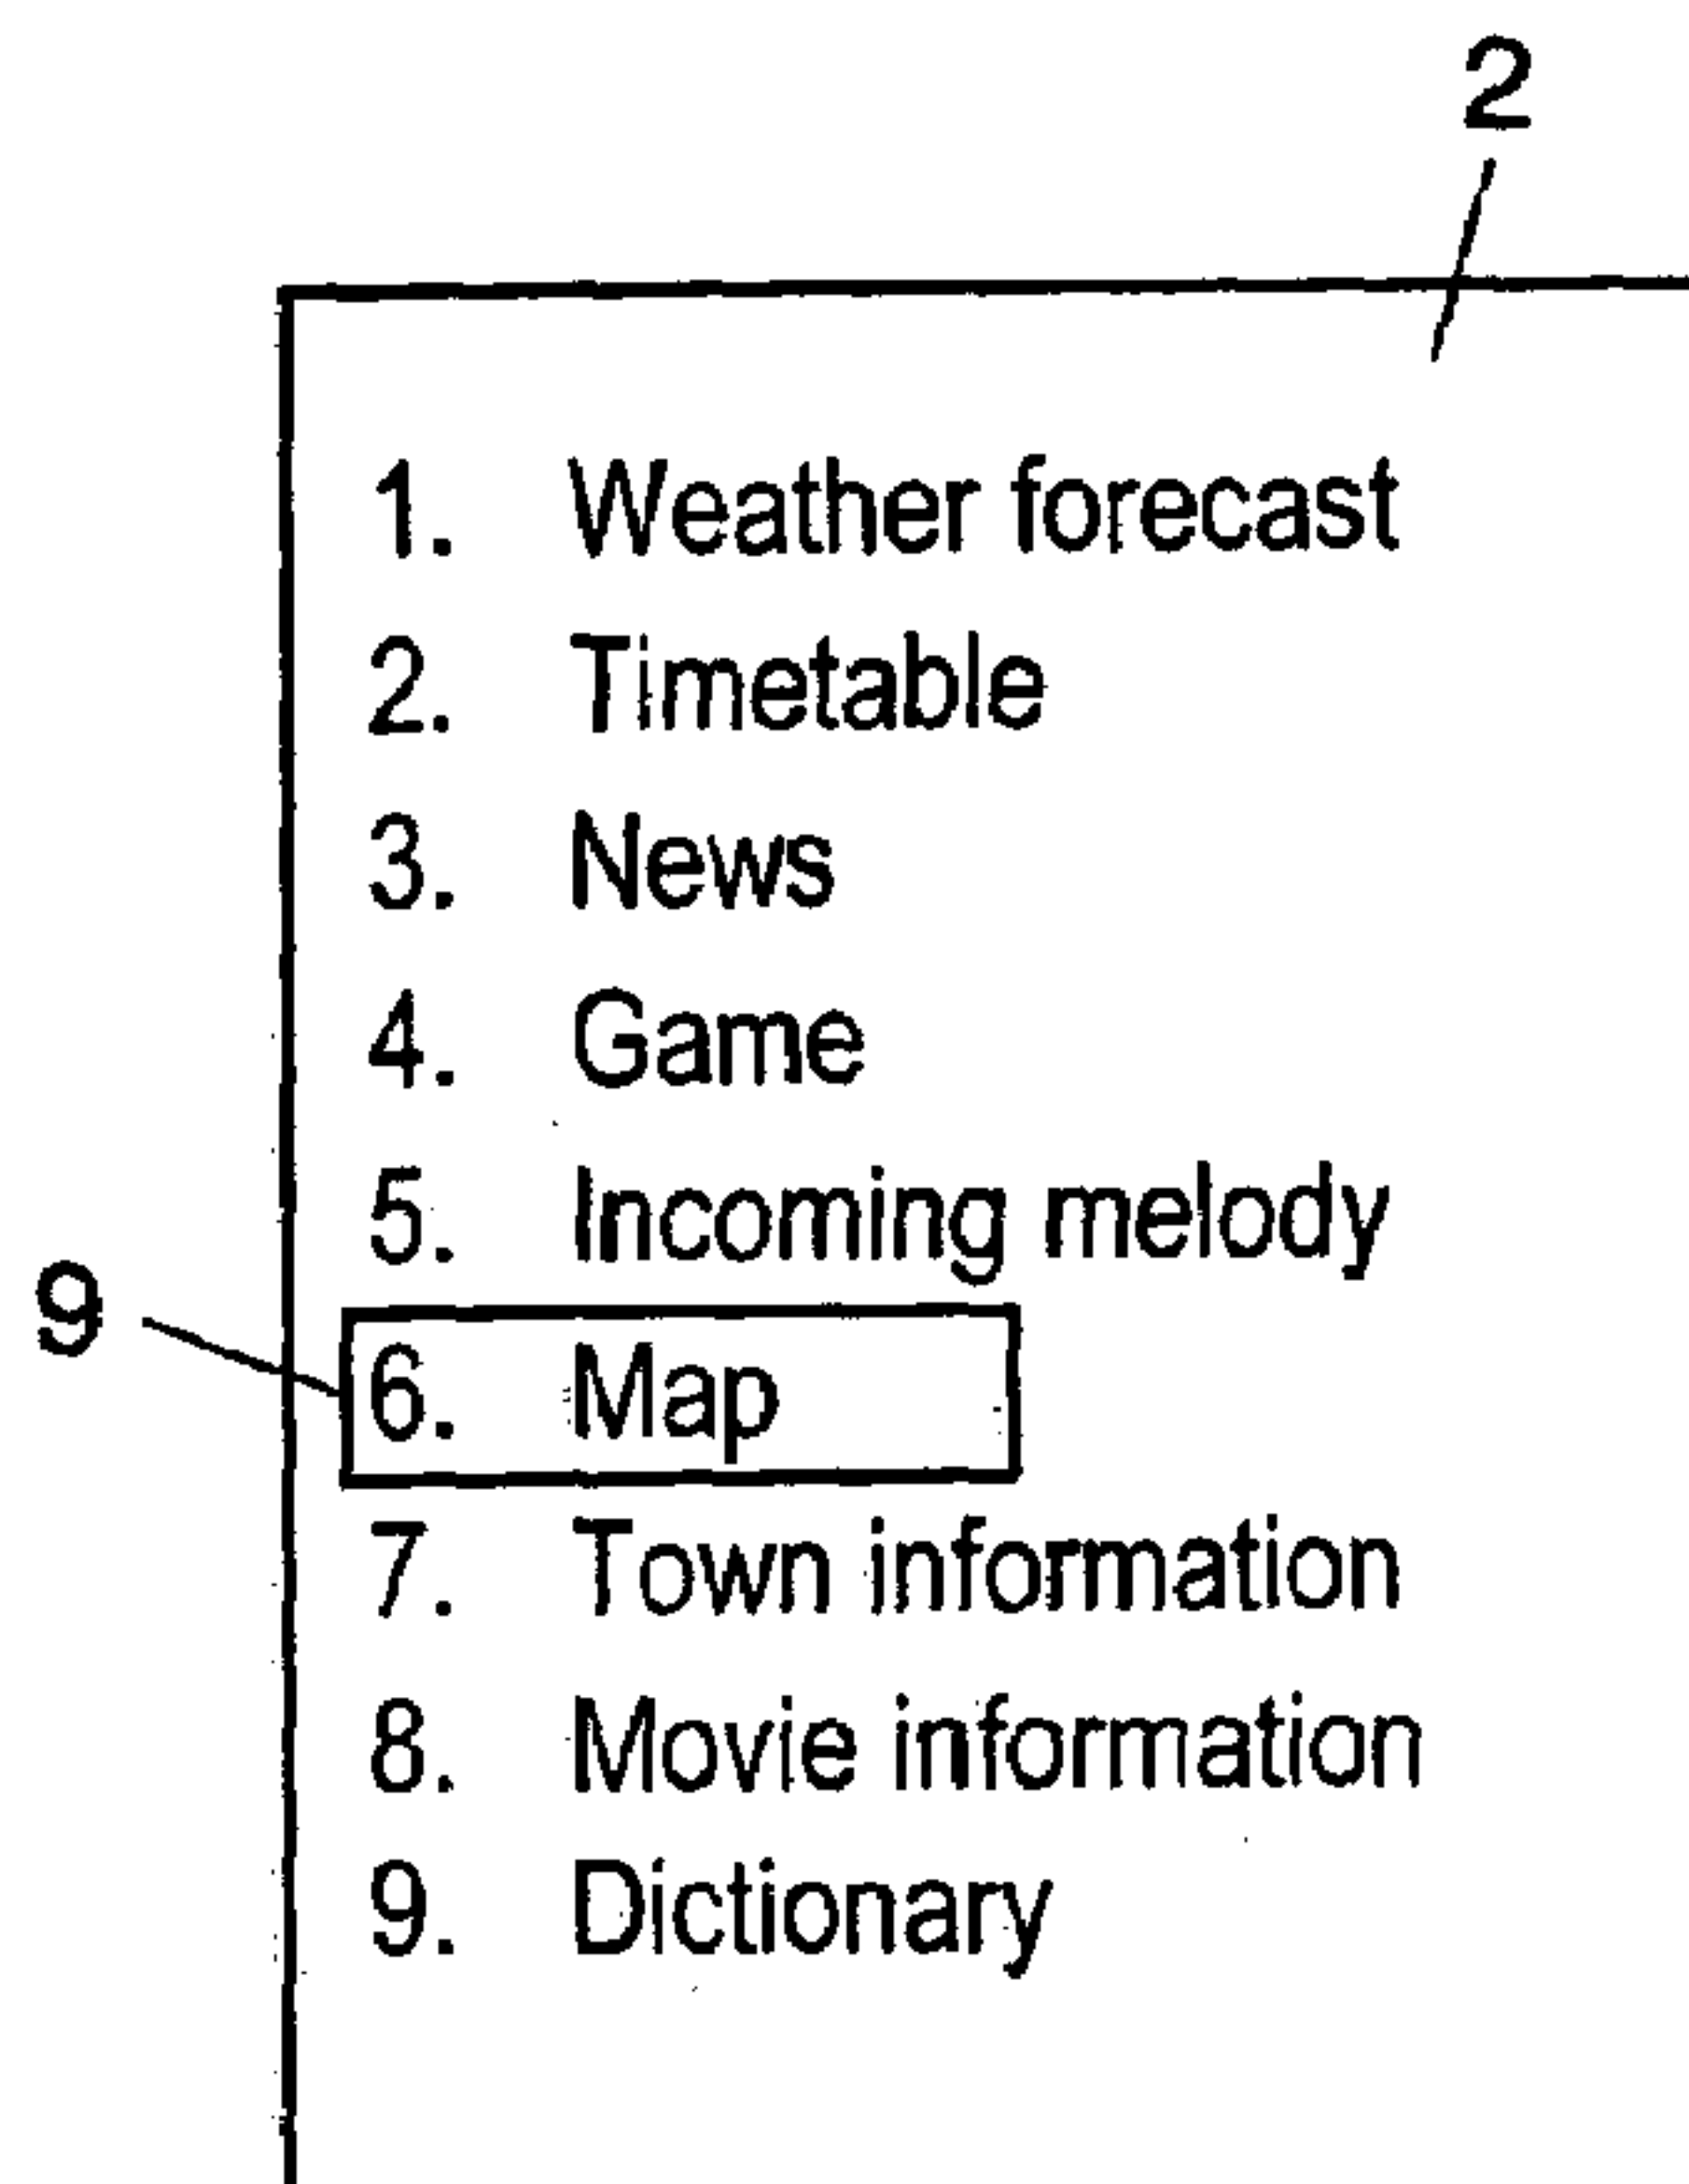 2
1. Weather forecast
2. Timetable
3. News
4. Game
5. Incoming melody
9
6. Map
7. Town information
8. Movie information
9. Dictionary